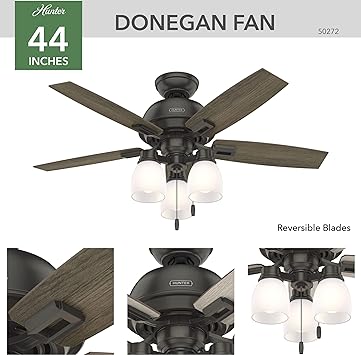 Hunter
44
INCHES
DONEGAN FAN
50272
HUNTER
Reversible Blades
HUNTER